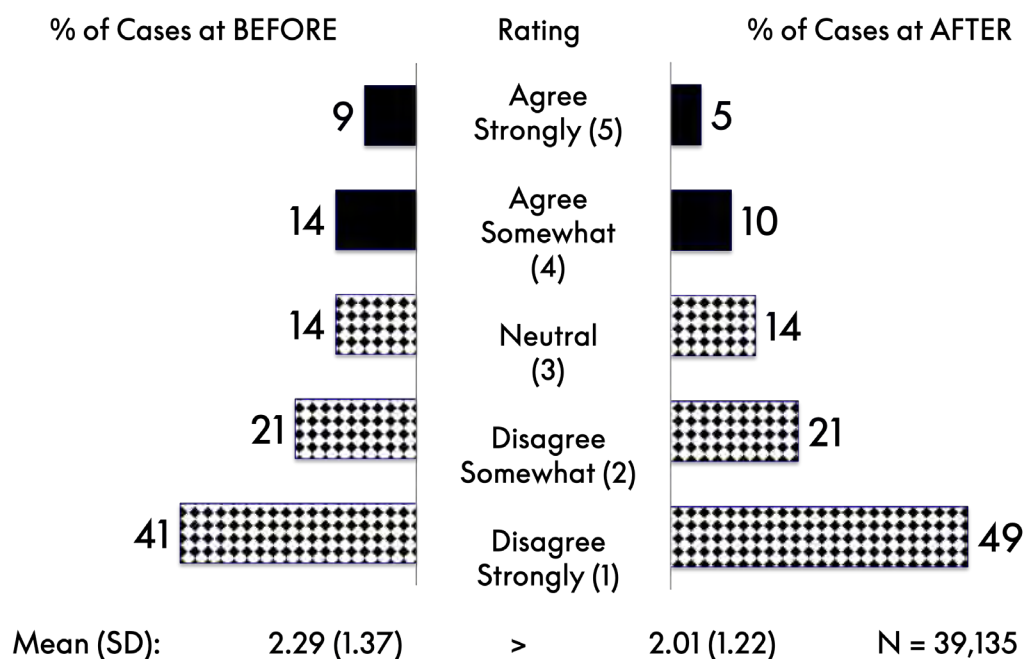 % of Cases at BEFORE Rating % of Cases at AFTER
9 Agree
Strongly (5) 5
14 Agree
Somewhat
(4) 10
14 Neutral
(3) 14
21 Disagree
Somewhat (2) 21
41 Disagree
Strongly (1) 49
Mean (SD): 2.29 (1.37) > 2.01 (1.22) N = 39,135